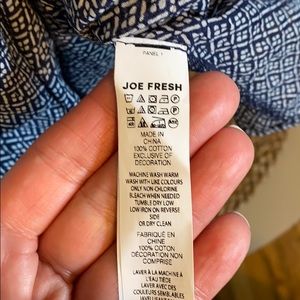 PANEL 1
JOE FRESH
MADE IN
CHINA
100% COTTON
EXCLUSIVE OF
DECORATION
MACHINE WASH WARM
WASH WITH LIKE COLOURS
ONLY NON-CHLORINE
BLEACH WHEN NEEDED
TUMBLE DRY LOW
LOW IRON ON REVERSE
SIDE
OR DRY CLEAN
FABRIQUÉ EN
CHINE
100% COTON
DÉCORATION NON
COMPRISE
LAVER À LA MACHINE À
L'EAU TIÈDE
LAVER AVEC DES
COULEURS SEMBLABLES